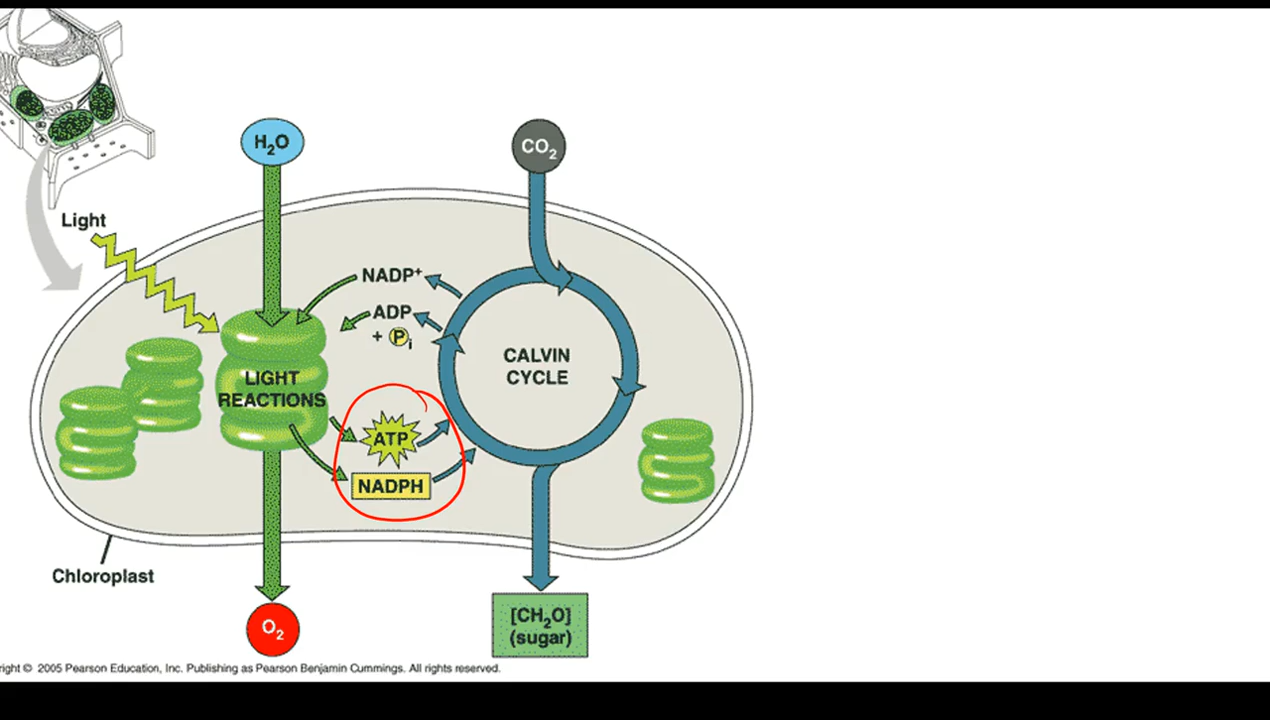 H₂O
CO₂
Light
NADP⁺
ADP
+ Pᵢ
CALVIN
CYCLE
LIGHT
REACTIONS
ATP
NADPH
Chloroplast
[CH₂O]
(sugar)
O₂
right © 2005 Pearson Education, Inc. Publishing as Pearson Benjamin Cummings. All rights reserved.